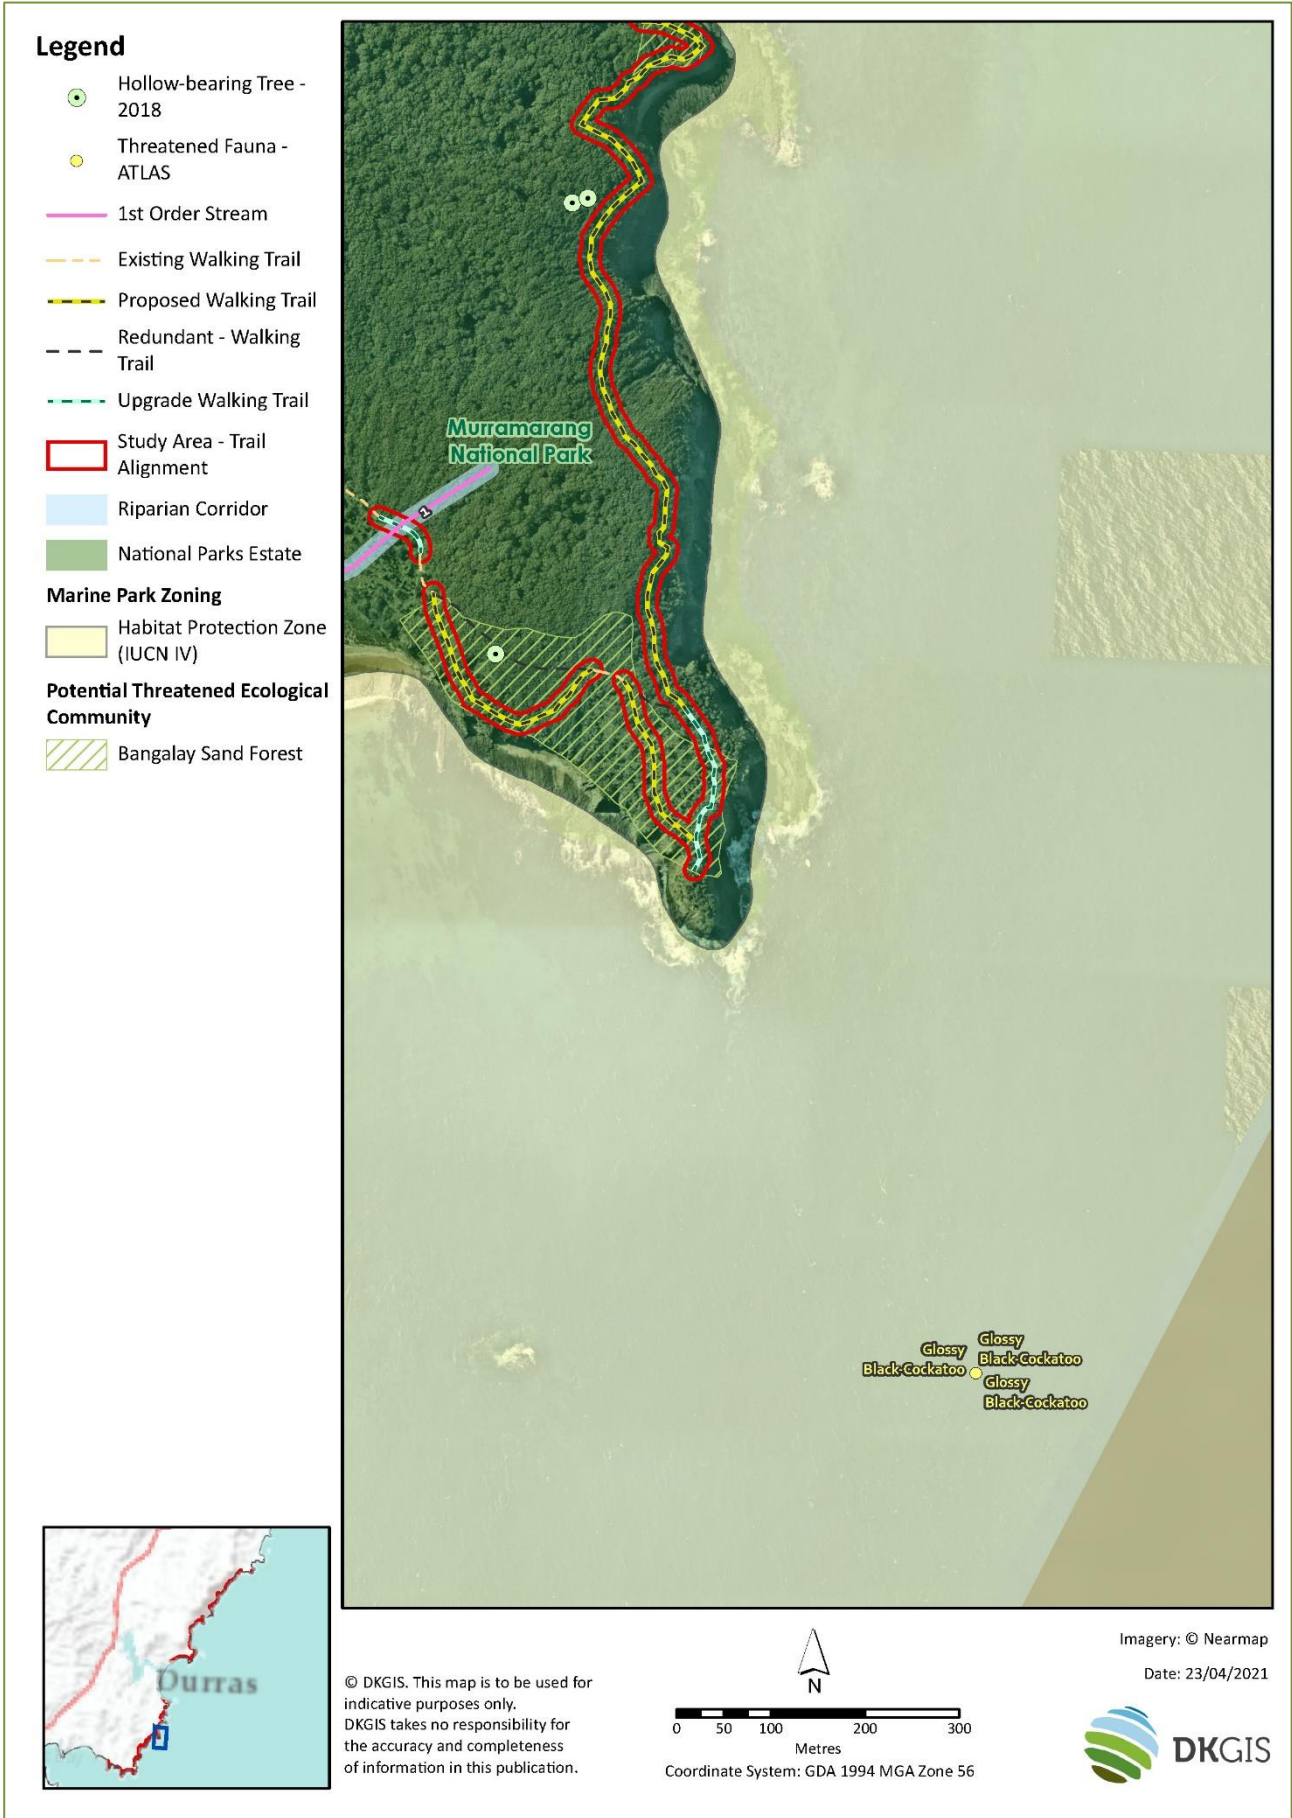 Legend
Hollow-bearing Tree -
2018
Threatened Fauna -
ATLAS
1st Order Stream
Existing Walking Trail
Proposed Walking Trail
Redundant - Walking
Trail
Upgrade Walking Trail
Study Area - Trail
Alignment
Riparian Corridor
National Parks Estate
Marine Park Zoning
Habitat Protection Zone
(IUCN IV)
Potential Threatened Ecological
Community
Bangalay Sand Forest
Murramarang
National Park
1
Glossy
Black-Cockatoo
Glossy
Black-Cockatoo
Glossy
Black-Cockatoo
Durras
© DKGIS. This map is to be used for
indicative purposes only.
DKGIS takes no responsibility for
the accuracy and completeness
of information in this publication.
N
0 50 100 200 300
Metres
Coordinate System: GDA 1994 MGA Zone 56
Imagery: © Nearmap
Date: 23/04/2021
DKGIS